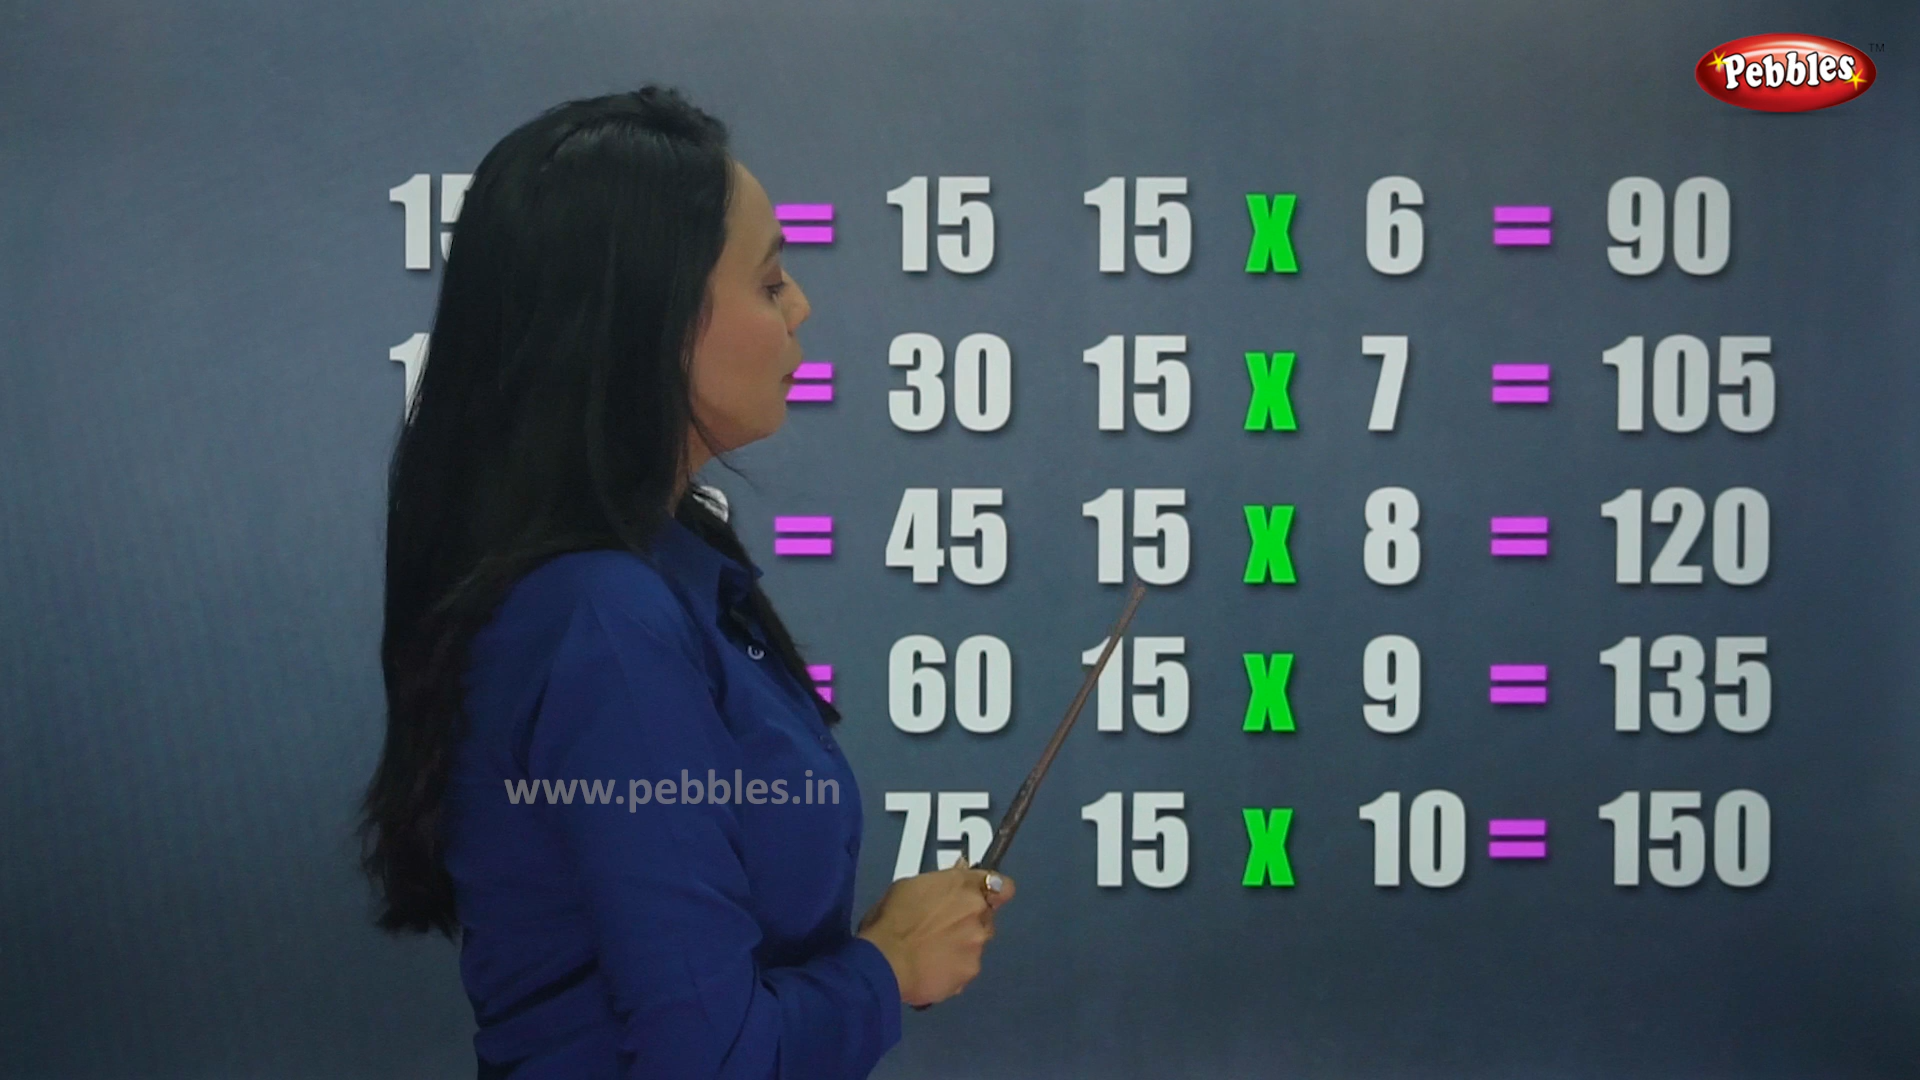 Pebbles™
15 = 15 15 x 6 = 90
= 30 15 x 7 = 105
= 45 15 x 8 = 120
= 60 15 x 9 = 135
75 15 x 10 = 150
www.pebbles.in